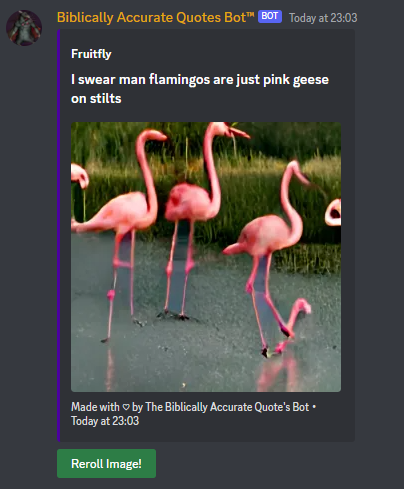 Biblically Accurate Quotes Bot™ BOT Today at 23:03
Fruitfly
I swear man flamingos are just pink geese
on stilts
Made with ♡ by The Biblically Accurate Quote's Bot •
Today at 23:03
Reroll Image!